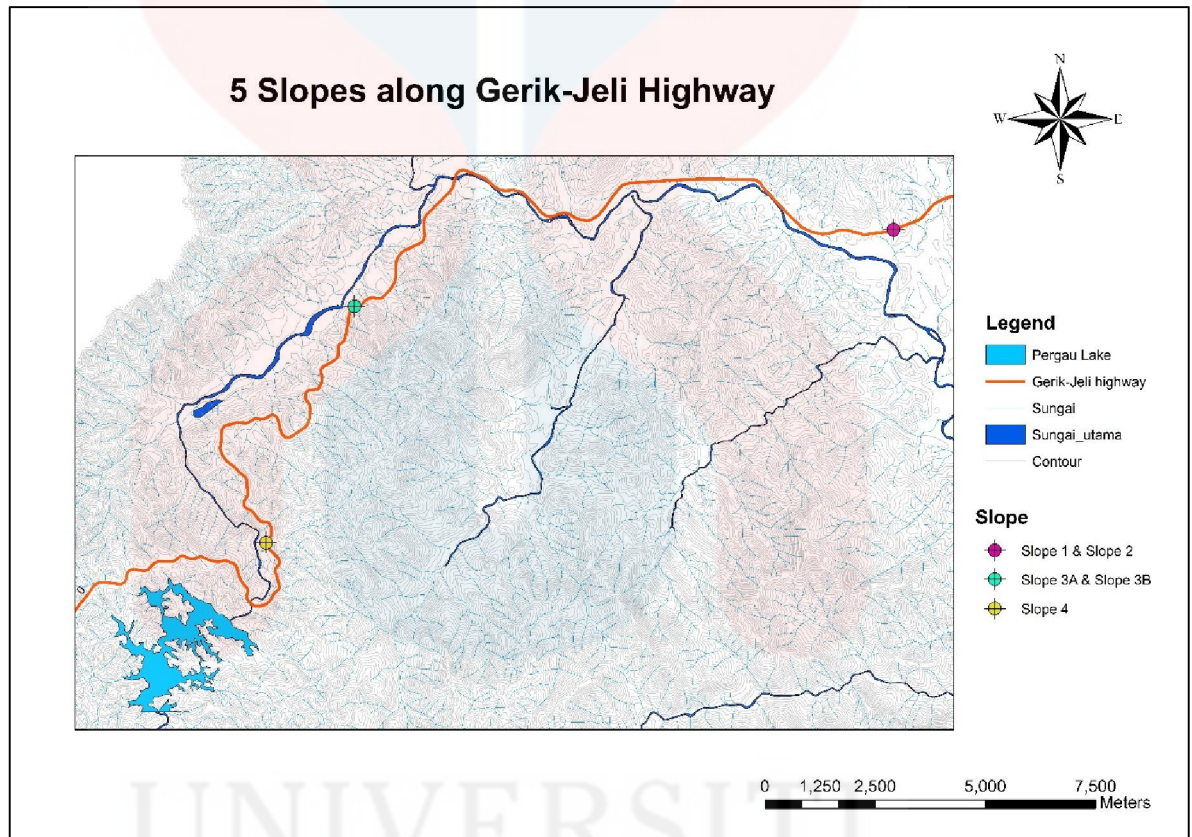 5 Slopes along Gerik-Jeli Highway
N
W
E
S
Legend
Pergau Lake
Gerik-Jeli highway
Sungai
Sungai_utama
Contour
Slope
Slope 1 & Slope 2
Slope 3A & Slope 3B
Slope 4
0
0 1,250 2,500 5,000 7,500
Meters
UNIVERSITI